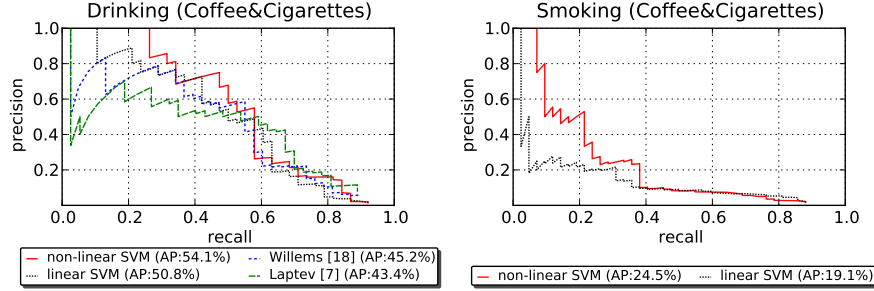 Drinking (Coffee&Cigarettes)
precision
1.0
0.8
0.6
0.4
0.2
0.0 0.2 0.4 0.6 0.8 1.0
recall
non-linear SVM (AP:54.1%) Willems [18] (AP:45.2%)
linear SVM (AP:50.8%) Laptev [7] (AP:43.4%)
Smoking (Coffee&Cigarettes)
precision
1.0
0.8
0.6
0.4
0.2
0.0 0.2 0.4 0.6 0.8 1.0
recall
non-linear SVM (AP:24.5%) linear SVM (AP:19.1%)